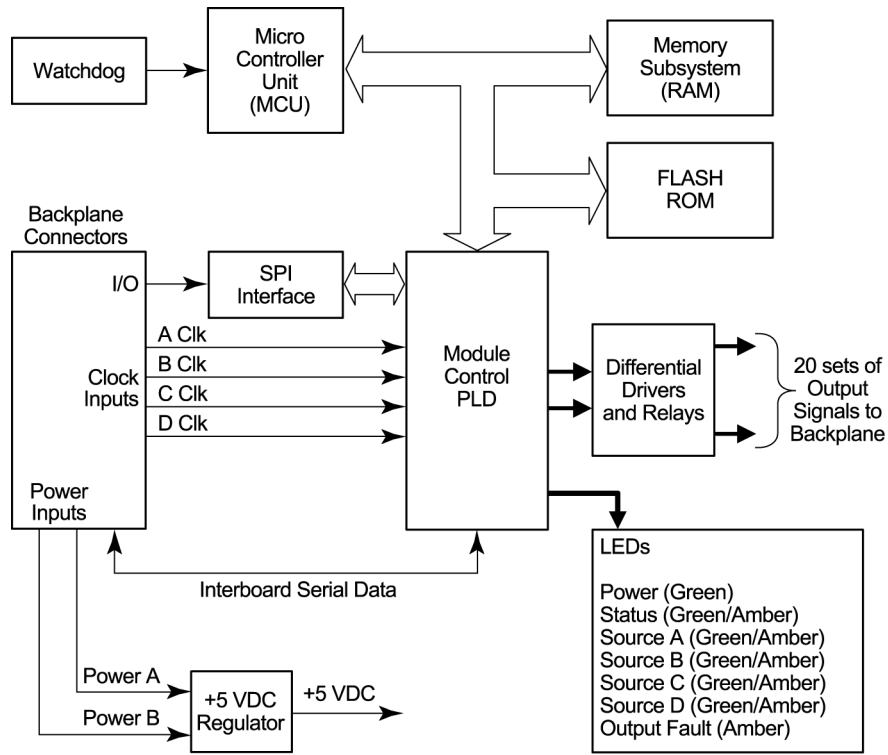 Watchdog
Micro
Controller
Unit
(MCU)
Memory
Subsystem
(RAM)
FLASH
ROM
Backplane
Connectors
I/O
SPI
Interface
A Clk
B Clk
C Clk
D Clk
Clock
Inputs
Module
Control
PLD
Differential
Drivers
and Relays
20 sets of
Output
Signals to
Backplane
Power
Inputs
Interboard Serial Data
LEDs
Power (Green)
Status (Green/Amber)
Source A (Green/Amber)
Source B (Green/Amber)
Source C (Green/Amber)
Source D (Green/Amber)
Output Fault (Amber)
Power A
Power B
+5 VDC
Regulator
+5 VDC